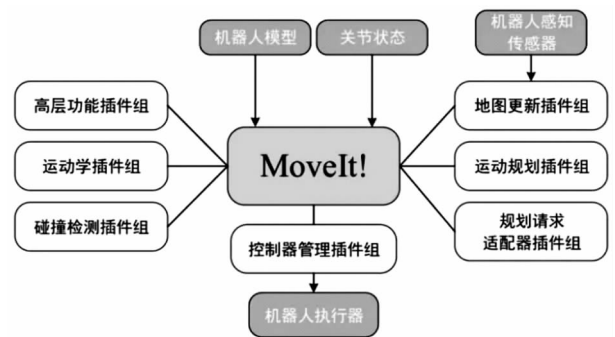 机器人模型
关节状态
机器人感知
传感器
高层功能插件组
地图更新插件组
运动学插件组
MoveIt!
运动规划插件组
碰撞检测插件组
规划请求
适配器插件组
控制器管理插件组
机器人执行器